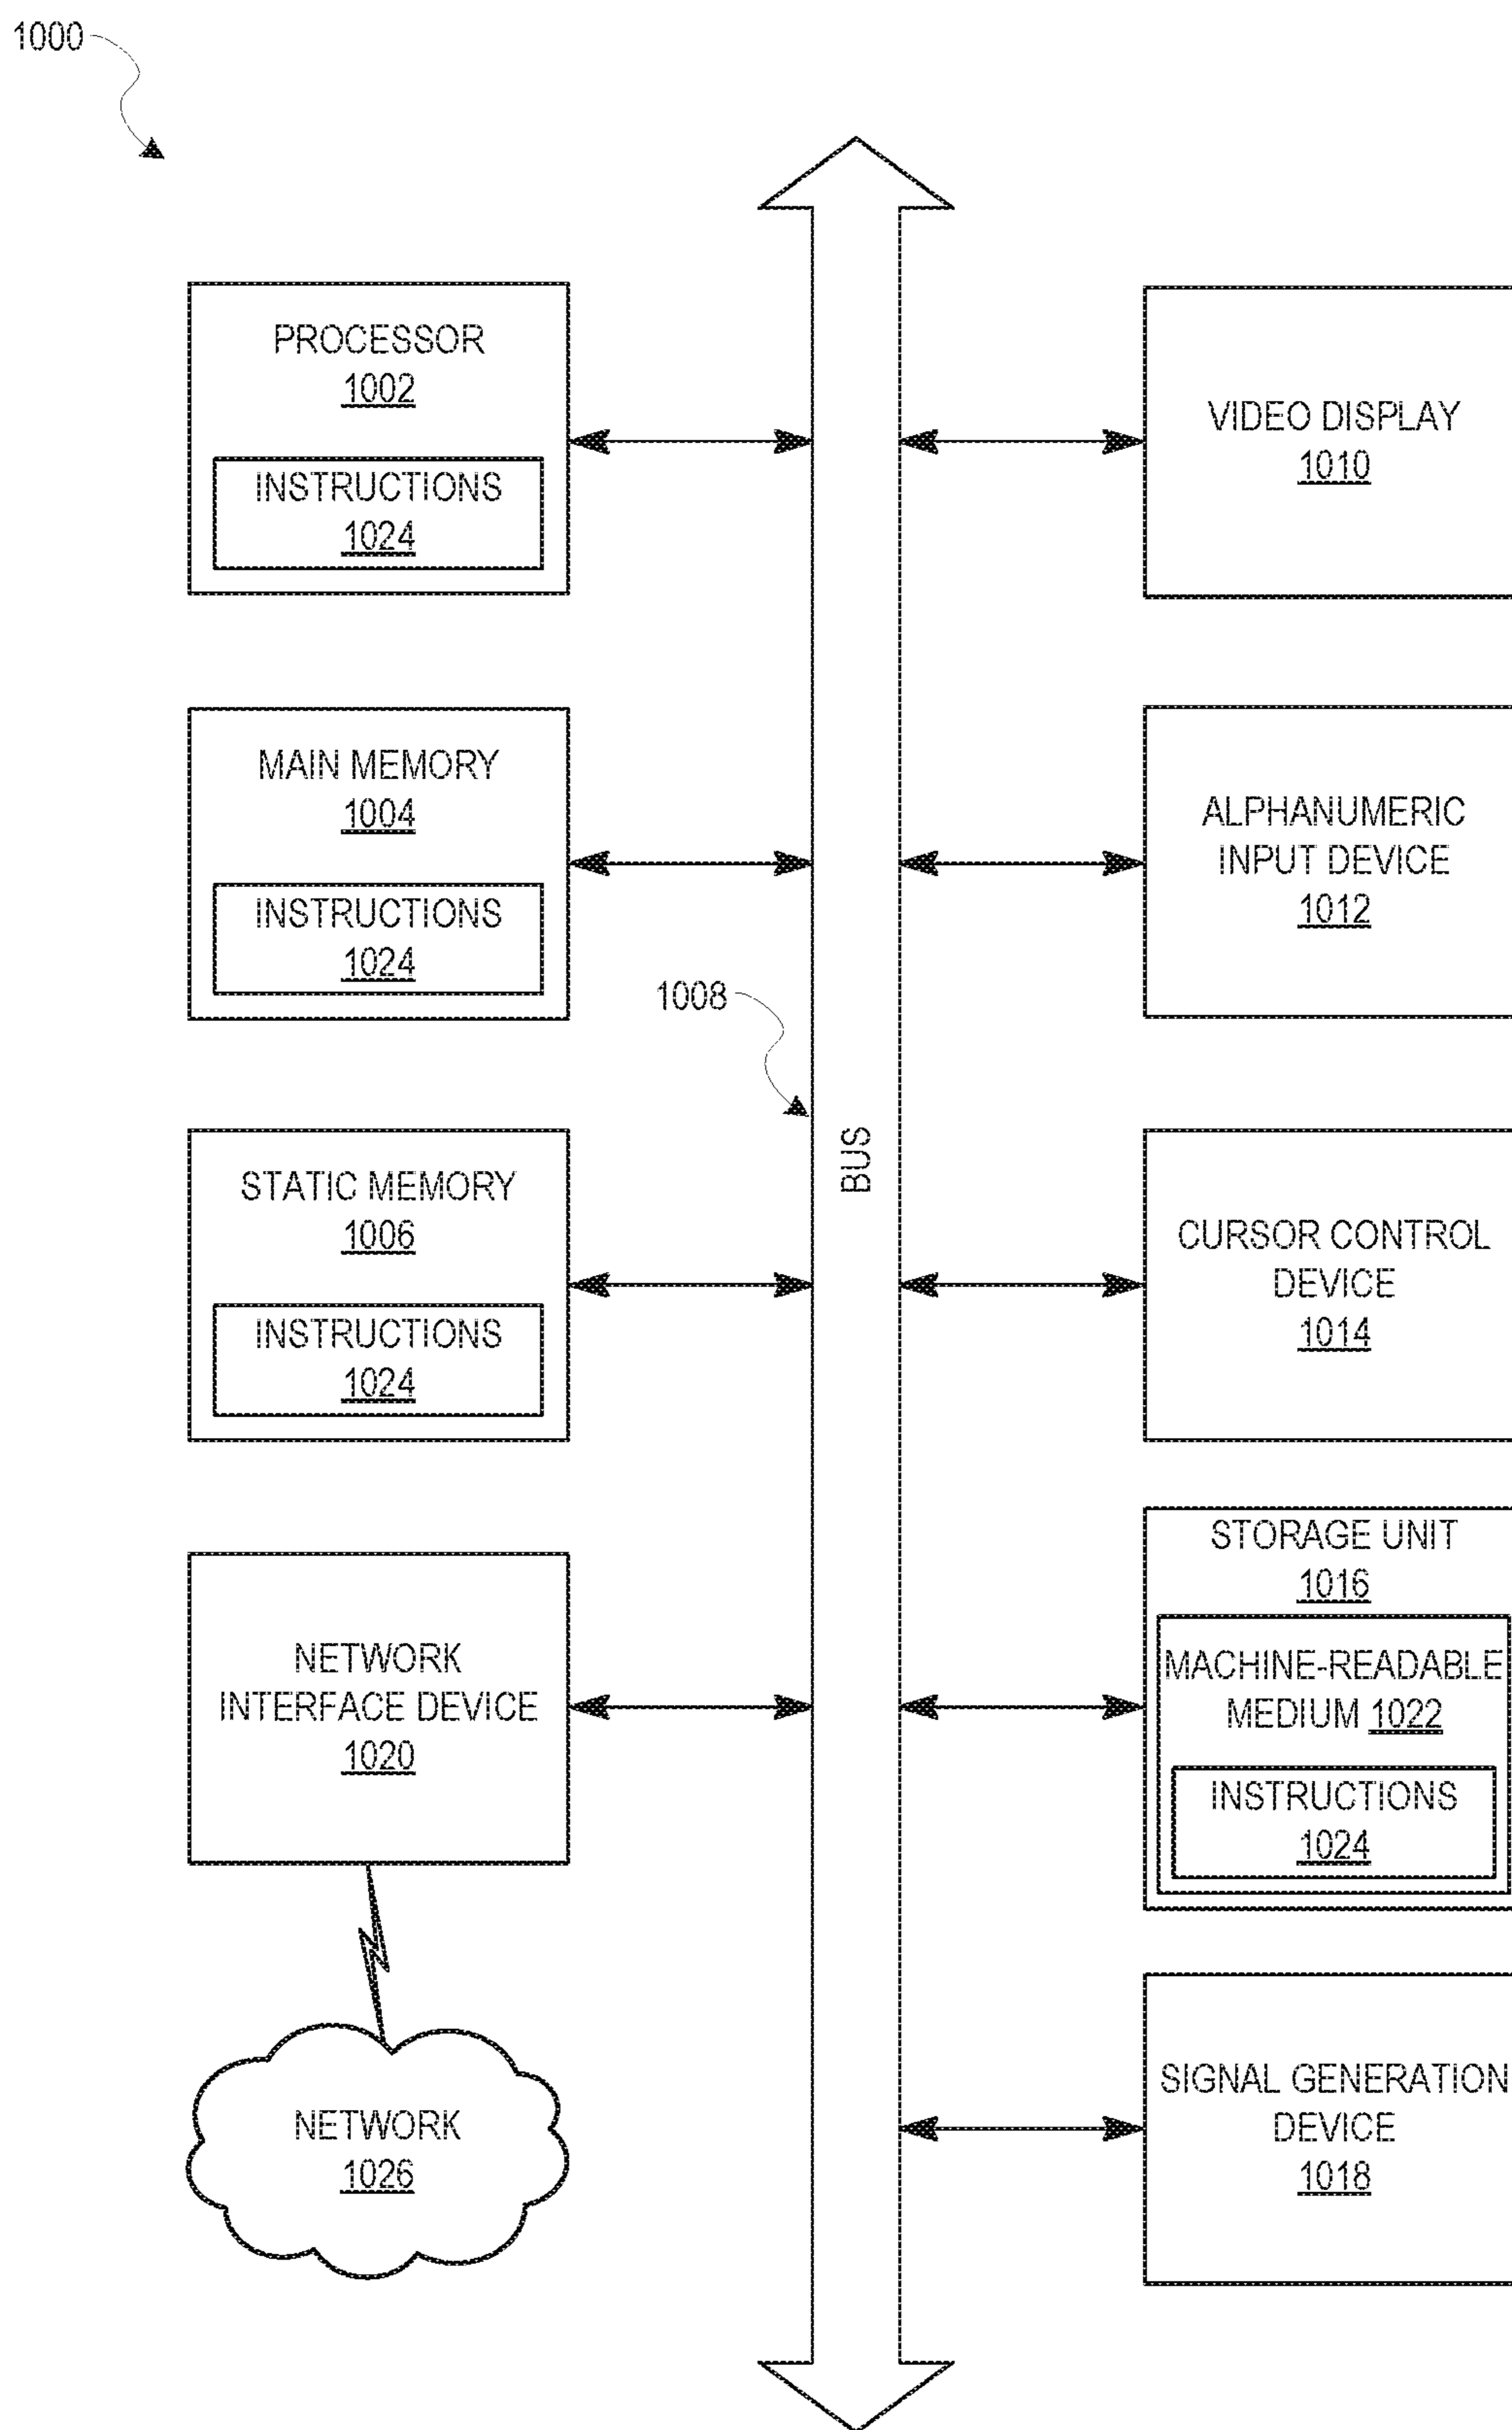 1000
PROCESSOR
1002
INSTRUCTIONS
1024
MAIN MEMORY
1004
INSTRUCTIONS
1024
STATIC MEMORY
1006
INSTRUCTIONS
1024
NETWORK
INTERFACE DEVICE
1020
NETWORK
1026
1008
BUS
VIDEO DISPLAY
1010
ALPHANUMERIC
INPUT DEVICE
1012
CURSOR CONTROL
DEVICE
1014
STORAGE UNIT
1016
MACHINE-READABLE
MEDIUM 1022
INSTRUCTIONS
1024
SIGNAL GENERATION
DEVICE
1018